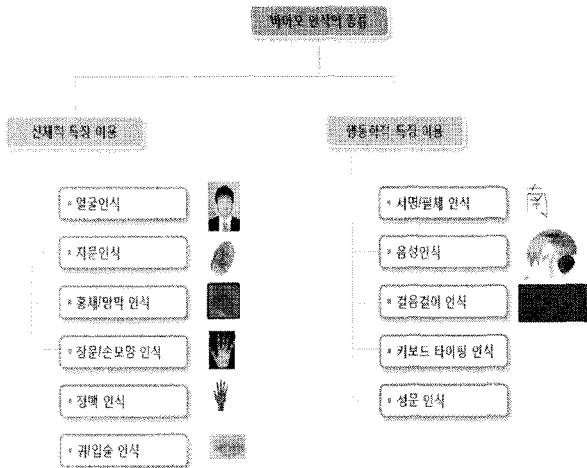 바이오 인식의 종류
신체적 특징 이용
행동학적 특징 이용
얼굴인식
지문인식
홍채/망막 인식
장문/손모양 인식
정맥 인식
귀/입술 인식
서명/필체 인식
음성인식
걸음걸이 인식
키보드 타이핑 인식
성문 인식